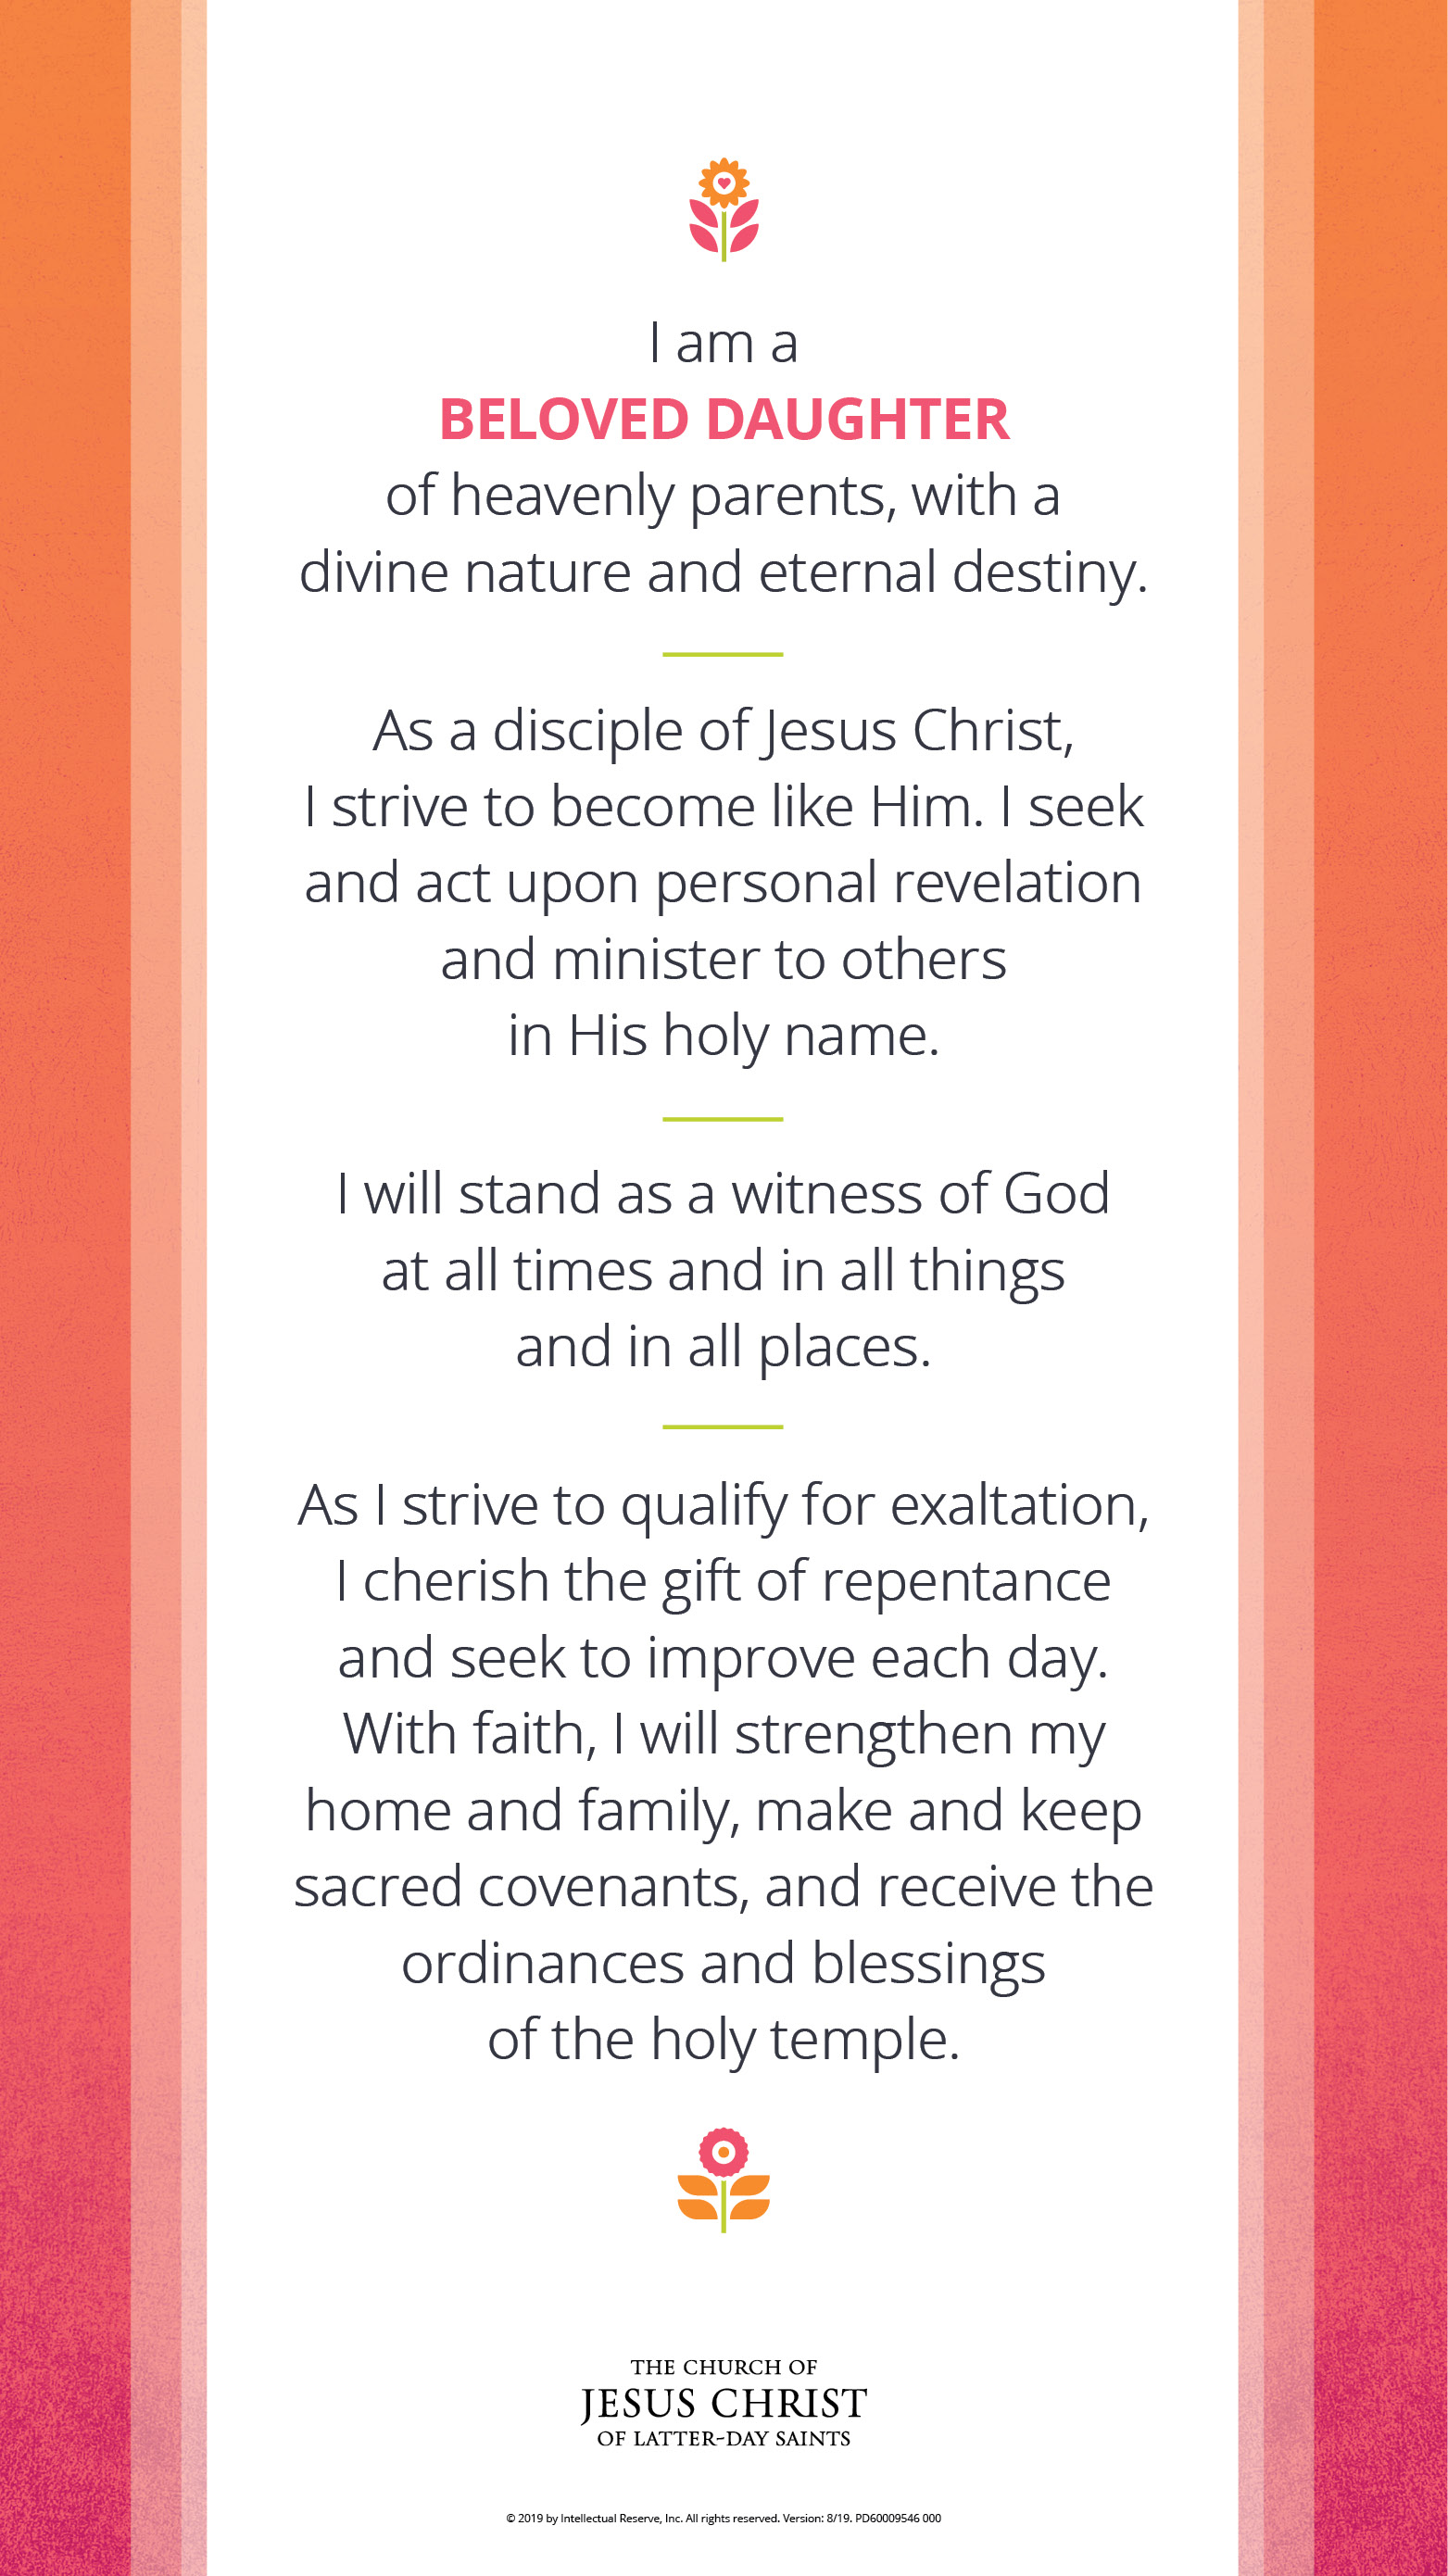 I am a
BELOVED DAUGHTER
of heavenly parents, with a
divine nature and eternal destiny.
As a disciple of Jesus Christ,
I strive to become like Him. I seek
and act upon personal revelation
and minister to others
in His holy name.
I will stand as a witness of God
at all times and in all things
and in all places.
As I strive to qualify for exaltation,
I cherish the gift of repentance
and seek to improve each day.
With faith, I will strengthen my
home and family, make and keep
sacred covenants, and receive the
ordinances and blessings
of the holy temple.
THE CHURCH OF
JESUS CHRIST
OF LATTER-DAY SAINTS
© 2019 by Intellectual Reserve, Inc. All rights reserved. Version: 8/19. PD60009546 000